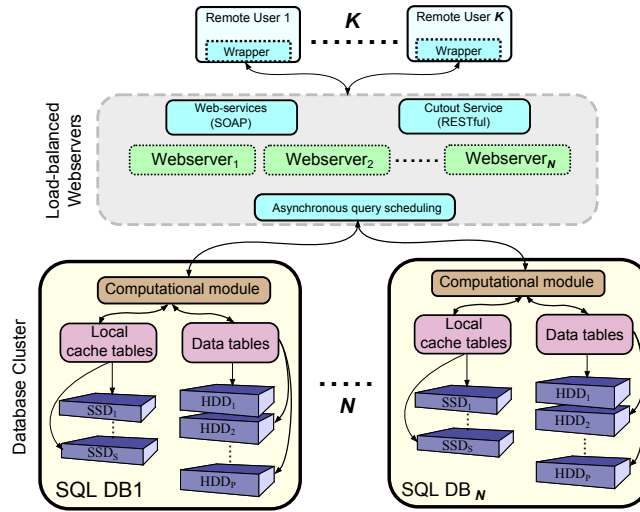 Remote User 1
Wrapper
K
Remote User K
Wrapper
Load-balanced
Webservers
Web-services
(SOAP)
Cutout Service
(RESTful)
Webserver1
Webserver2
WebserverN
Asynchronous query scheduling
Database Cluster
Computational module
Local
cache tables
Data tables
SSD1
SSDS
HDD1
HDD2
HDDP
SQL DB1
N
Computational module
Local
cache tables
Data tables
SSD1
SSDS
HDD1
HDD2
HDDP
SQL DB N